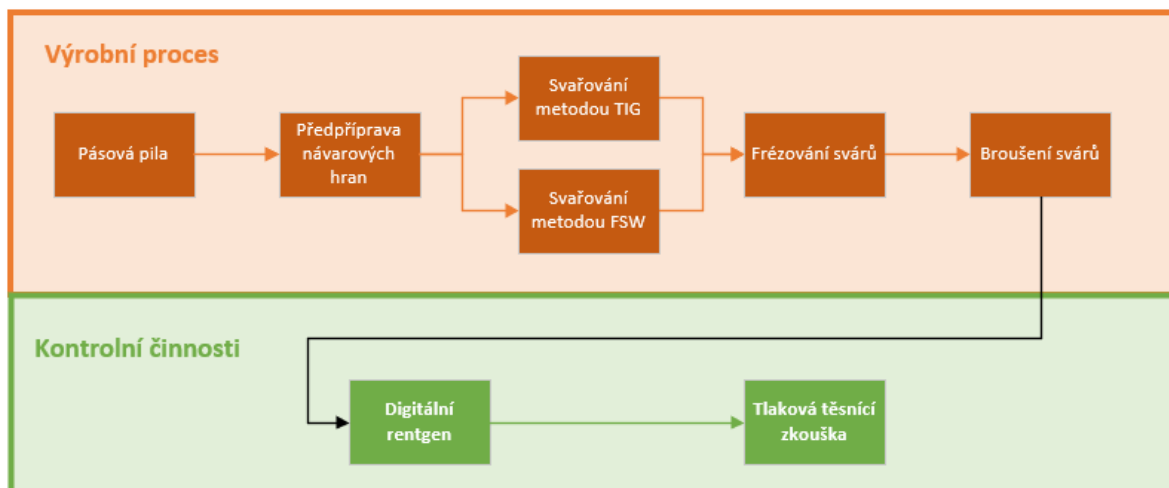 Výrobní proces
Pásová pila
Předpříprava
návarových
hran
Svařování
metodou TIG
Svařování
metodou FSW
Frézování svárů
Broušení svárů
Kontrolní činnosti
Digitální
rentgen
Tlaková těsnící
zkouška